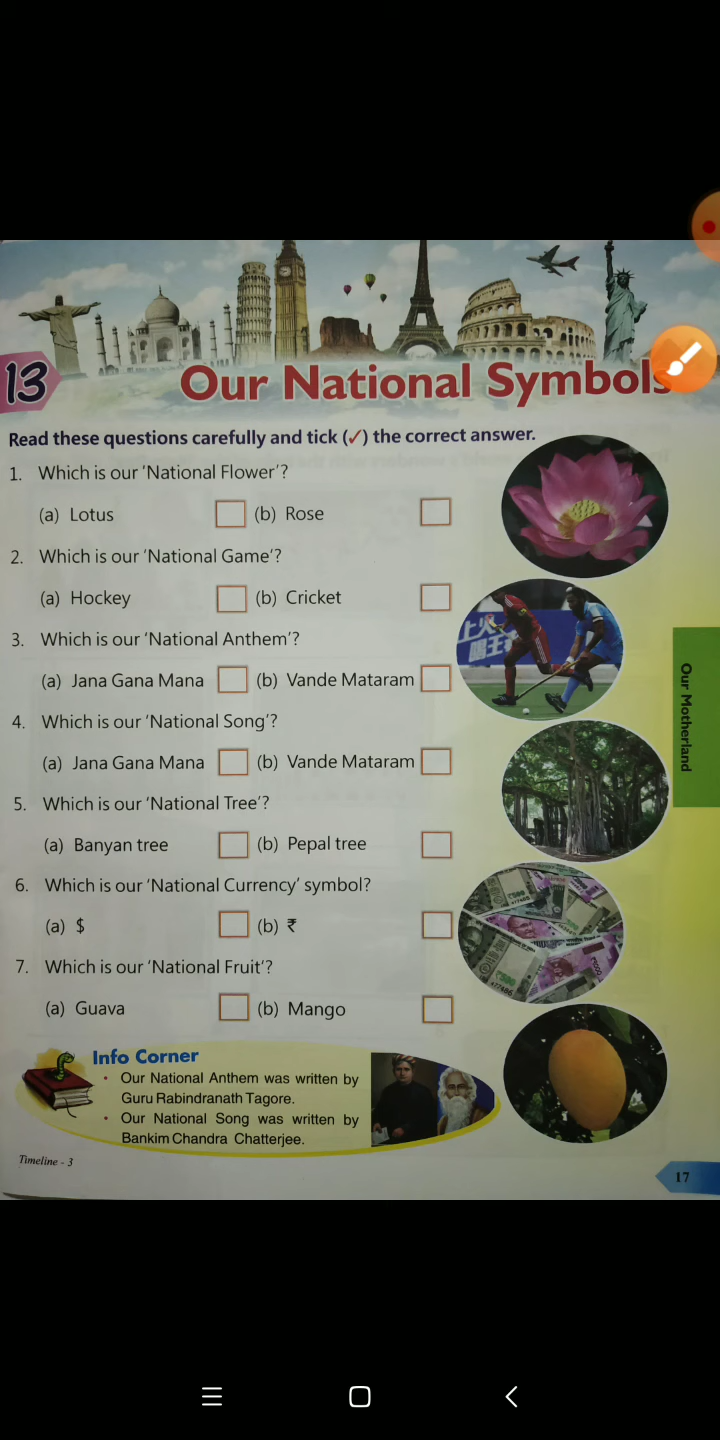 13
Our National Symbols
Read these questions carefully and tick (✓) the correct answer.
1. Which is our 'National Flower'?
(a) Lotus (b) Rose
2. Which is our 'National Game'?
(a) Hockey (b) Cricket
3. Which is our 'National Anthem'?
(a) Jana Gana Mana (b) Vande Mataram
4. Which is our 'National Song'?
(a) Jana Gana Mana (b) Vande Mataram
5. Which is our 'National Tree'?
(a) Banyan tree (b) Pepal tree
6. Which is our 'National Currency' symbol?
(a) $ (b) ₹
7. Which is our 'National Fruit'?
(a) Guava (b) Mango
Our Motherland
Info Corner
• Our National Anthem was written by
Guru Rabindranath Tagore.
• Our National Song was written by
Bankim Chandra Chatterjee.
Timeline - 3
17